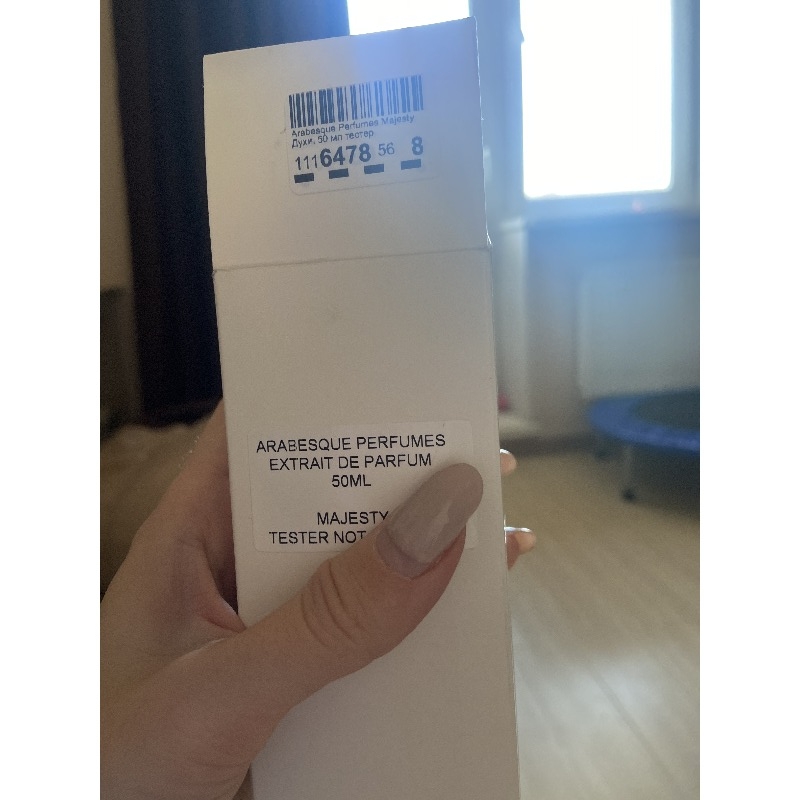 Arabesque Perfumes Majesty
Духи, 50 мл тестер
1116478 56 8
ARABESQUE PERFUMES
EXTRAIT DE PARFUM
50ML
MAJESTY
TESTER NOT